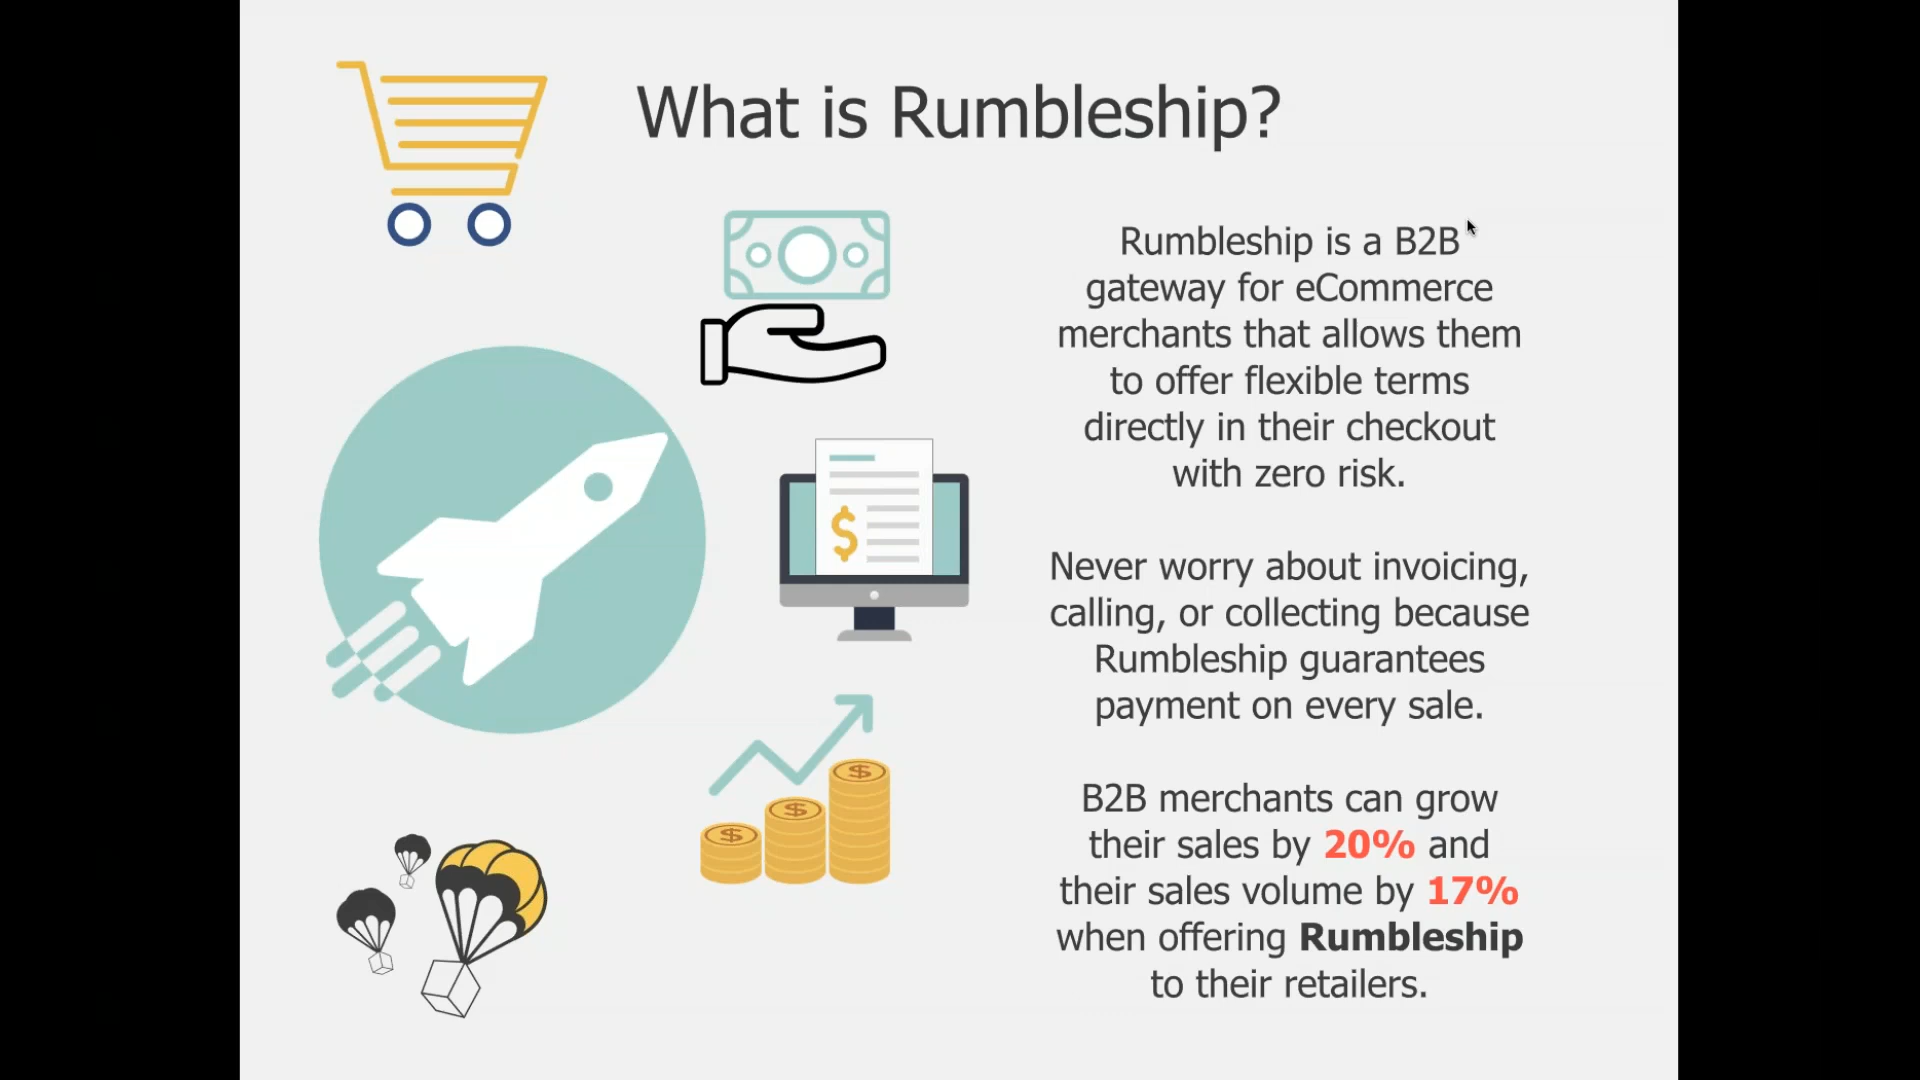 What is Rumbleship?
Rumbleship is a B2B
gateway for eCommerce
merchants that allows them
to offer flexible terms
directly in their checkout
with zero risk.
Never worry about invoicing,
calling, or collecting because
Rumbleship guarantees
payment on every sale.
B2B merchants can grow
their sales by 20% and
their sales volume by 17%
when offering Rumbleship
to their retailers.
$
$
$
$